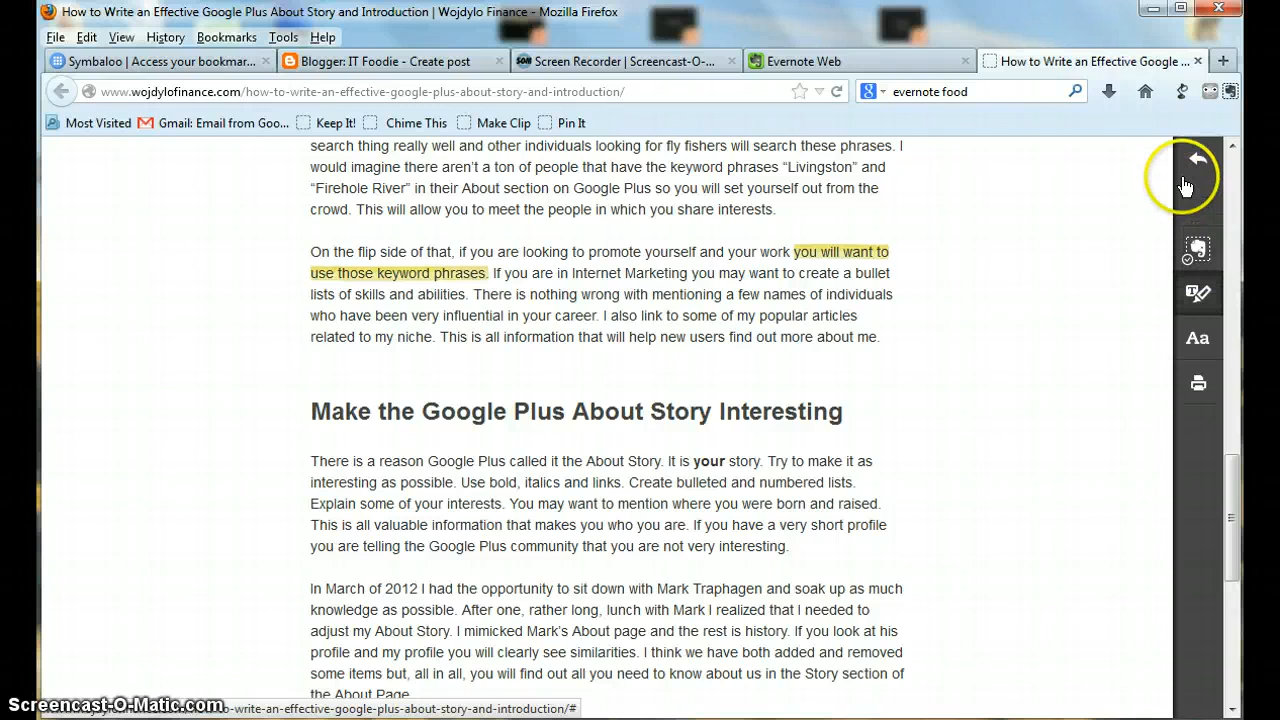 How to Write an Effective Google Plus About Story and Introduction | Wojdylo Finance - Mozilla Firefox
File Edit View History Bookmarks Tools Help
Symbaloo | Access your bookmar... × Blogger: IT Foodie - Create post × SOM Screen Recorder | Screencast-O-... × Evernote Web × How to Write an Effective Google ... × +
www.wojdylofinance.com/how-to-write-an-effective-google-plus-about-story-and-introduction/ evernote food
Most Visited Gmail: Email from Goo... Keep It! Chime This Make Clip Pin It
search thing really well and other individuals looking for fly fishers will search these phrases. I
would imagine there aren’t a ton of people that have the keyword phrases “Livingston” and
“Firehole River” in their About section on Google Plus so you will set yourself out from the
crowd. This will allow you to meet the people in which you share interests.
On the flip side of that, if you are looking to promote yourself and your work you will want to
use those keyword phrases. If you are in Internet Marketing you may want to create a bullet
lists of skills and abilities. There is nothing wrong with mentioning a few names of individuals
who have been very influential in your career. I also link to some of my popular articles
related to my niche. This is all information that will help new users find out more about me.
Aa
Make the Google Plus About Story Interesting
There is a reason Google Plus called it the About Story. It is your story. Try to make it as
interesting as possible. Use bold, italics and links. Create bulleted and numbered lists.
Explain some of your interests. You may want to mention where you were born and raised.
This is all valuable information that makes you who you are. If you have a very short profile
you are telling the Google Plus community that you are not very interesting.
In March of 2012 I had the opportunity to sit down with Mark Traphagen and soak up as much
knowledge as possible. After one, rather long, lunch with Mark I realized that I needed to
adjust my About Story. I mimicked Mark’s About page and the rest is history. If you look at his
profile and my profile you will clearly see similarities. I think we have both added and removed
some items but, all in all, you will find out all you need to know about us in the Story section of
the About Page.
Screencast-O-Matic.com
to-write-an-effective-google-plus-about-story-and-introduction/#